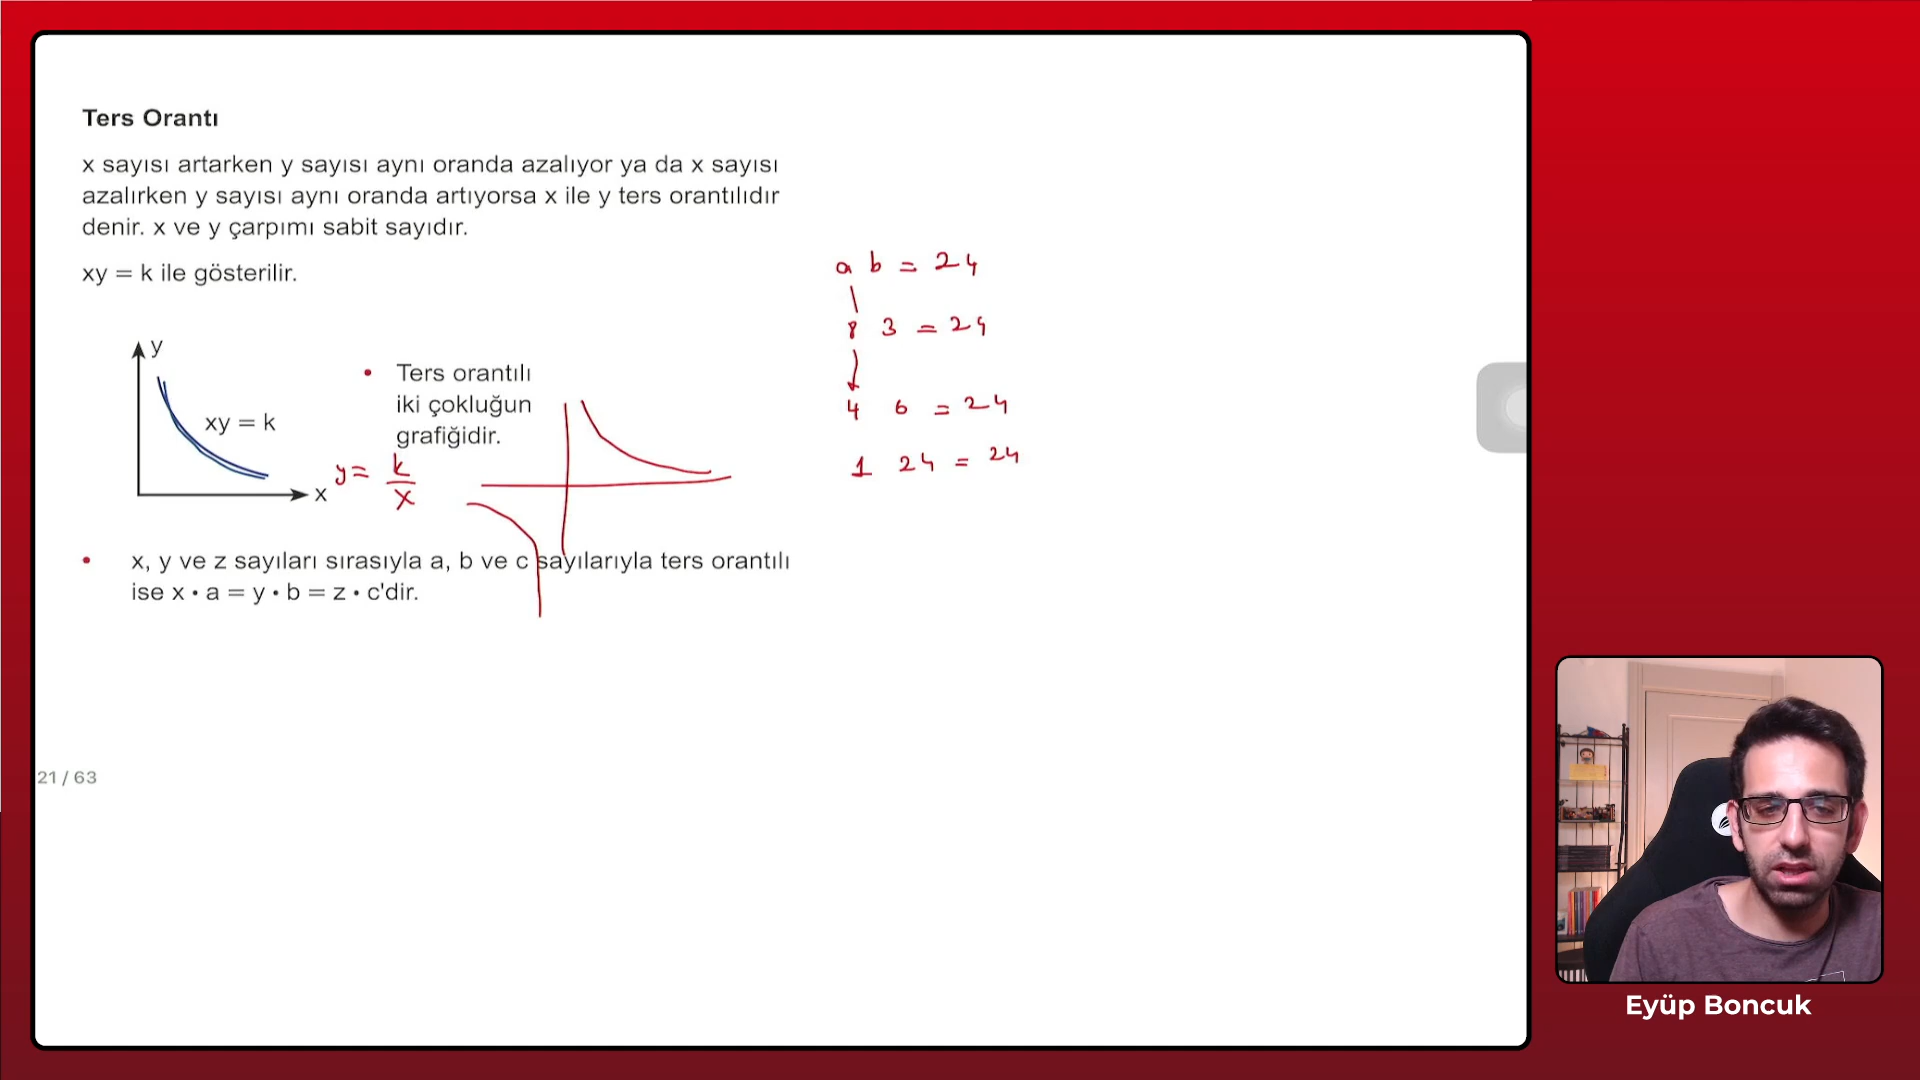 Ters Orantı
x sayısı artarken y sayısı aynı oranda azalıyor ya da x sayısı
azalırken y sayısı aynı oranda artıyorsa x ile y ters orantılıdır
denir. x ve y çarpımı sabit sayıdır.
xy = k ile gösterilir.
y
xy = k
x
• Ters orantılı
iki çokluğun
grafiğidir.
y = k/x
• x, y ve z sayıları sırasıyla a, b ve c sayılarıyla ters orantılı
ise x • a = y • b = z • c'dir.
a b = 24
8 3 = 24
4 6 = 24
1 24 = 24
21 / 63
Eyüp Boncuk